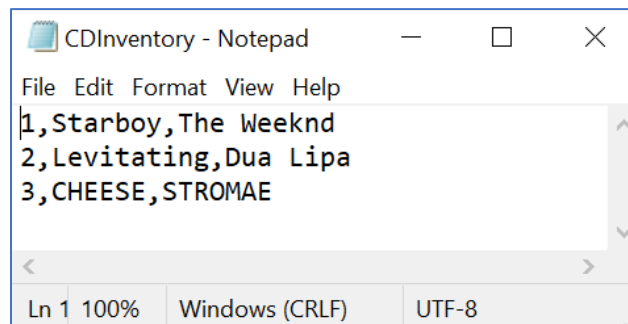 CDInventory - Notepad
File Edit Format View Help
1,Starboy,The Weeknd
2,Levitating,Dua Lipa
3,CHEESE,STROMAE
Ln 1 100% Windows (CRLF) UTF-8